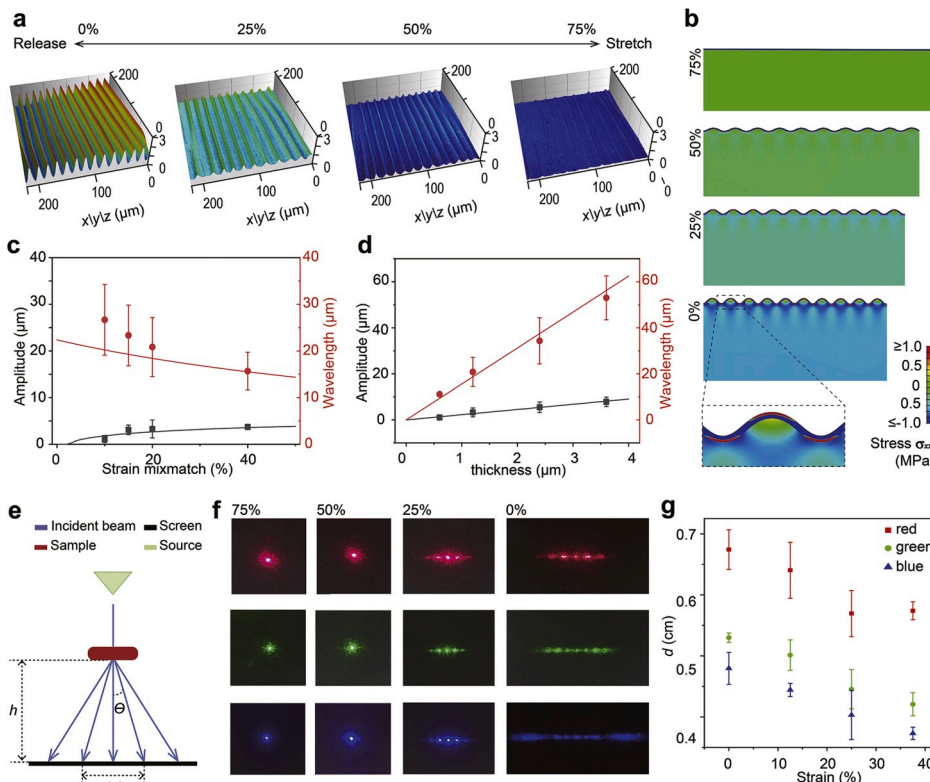 a
0% 25% 50% 75%
Release Stretch
200 3 0 0 200 100 x|y|z (μm)
200 3 0 0 200 100 x|y|z (μm)
200 3 0 0 200 100 x|y|z (μm)
200 3 0 0 200 100 x|y|z (μm)
b
75%
50%
25%
0%
≥1.0
0.5
0
0.5
≤-1.0
Stress σ
(MPa
c
40
30
20
10
0
Amplitude (μm)
0 20 40
Strain mixmatch (%)
40
30
20
10
0
Wavelength (μm)
d
60
40
20
0
Amplitude (μm)
0 1 2 3 4
thickness (μm)
80
60
40
20
0
Wavelength (μm)
e
Incident beam Screen
Sample Source
h
Θ
f
75% 50% 25% 0%
g
0.7
0.6
0.5
0.4
d (cm)
red
green
blue
0 10 20 30 40
Strain (%)